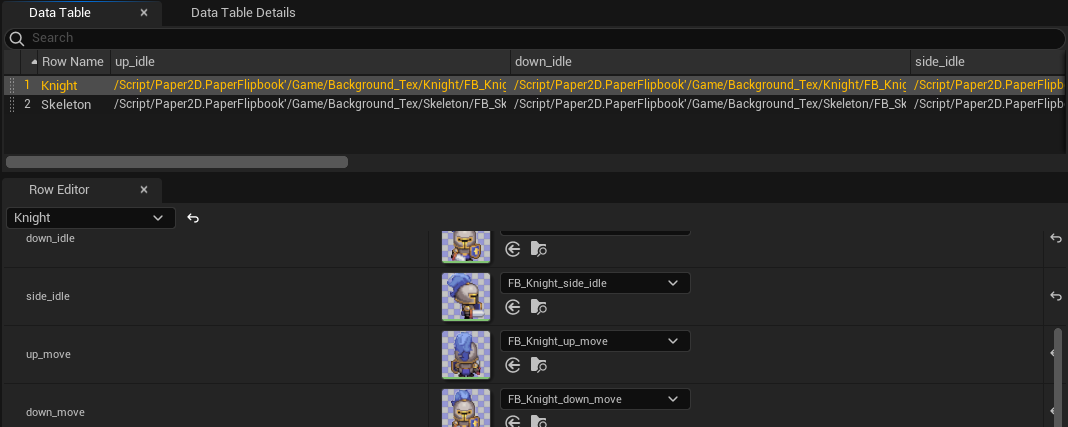 Data Table × Data Table Details
Search
Row Name up_idle down_idle side_idle
1 Knight /Script/Paper2D.PaperFlipbook'/Game/Background_Tex/Knight/FB_Knig /Script/Paper2D.PaperFlipbook'/Game/Background_Tex/Knight/FB_Knig /Script/Paper2D.PaperFlipb
2 Skeleton /Script/Paper2D.PaperFlipbook'/Game/Background_Tex/Skeleton/FB_Sk /Script/Paper2D.PaperFlipbook'/Game/Background_Tex/Skeleton/FB_Sk /Script/Paper2D.PaperFlipb
Row Editor ×
Knight
down_idle
side_idle FB_Knight_side_idle
up_move FB_Knight_up_move
down_move FB_Knight_down_move